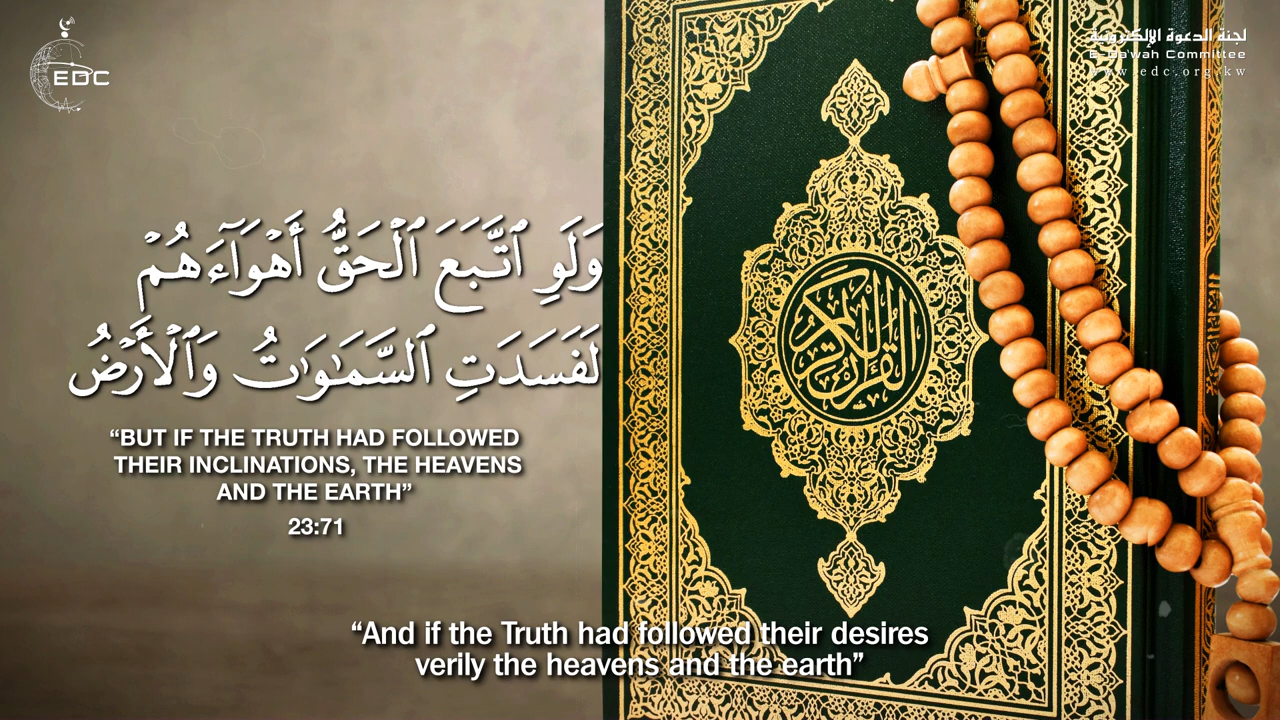 EDC
لجنة الدعوة الإلكترونية
E-Dawah Committee
www.edc.org.kw
وَلَوِ ٱتَّبَعَ ٱلْحَقُّ أَهْوَآءَهُمْ
لَفَسَدَتِ ٱلسَّمَٰوَٰتُ وَٱلْأَرْضُ
“BUT IF THE TRUTH HAD FOLLOWED
THEIR INCLINATIONS, THE HEAVENS
AND THE EARTH”
23:71
القرآن الكريم
“And if the Truth had followed their desires
verily the heavens and the earth”